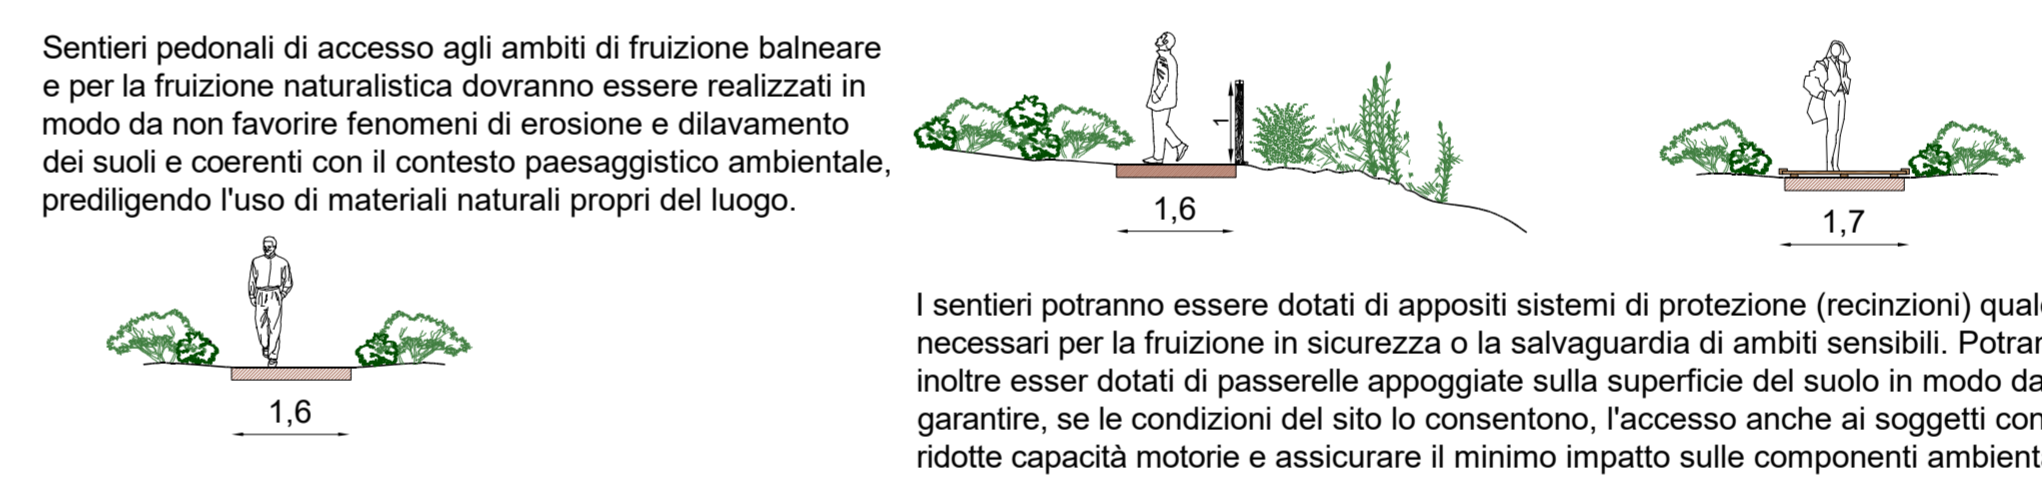 Sentieri pedonali di accesso agli ambiti di fruizione balneare
e per la fruizione naturalistica dovranno essere realizzati in
modo da non favorire fenomeni di erosione e dilavamento
dei suoli e coerenti con il contesto paesaggistico ambientale,
prediligendo l'uso di materiali naturali propri del luogo.
1,6
1
1,6
1,7
I sentieri potranno essere dotati di appositi sistemi di protezione (recinzioni)
necessari per la fruizione in sicurezza o la salvaguardia di ambiti sensibili.
inoltre esser dotati di passerelle appoggiate sulla superficie del suolo in modo da
garantire, se le condizioni del sito lo consentono, l'accesso anche ai soggetti con
ridotte capacità motorie e assicurare il minimo impatto sulle componenti